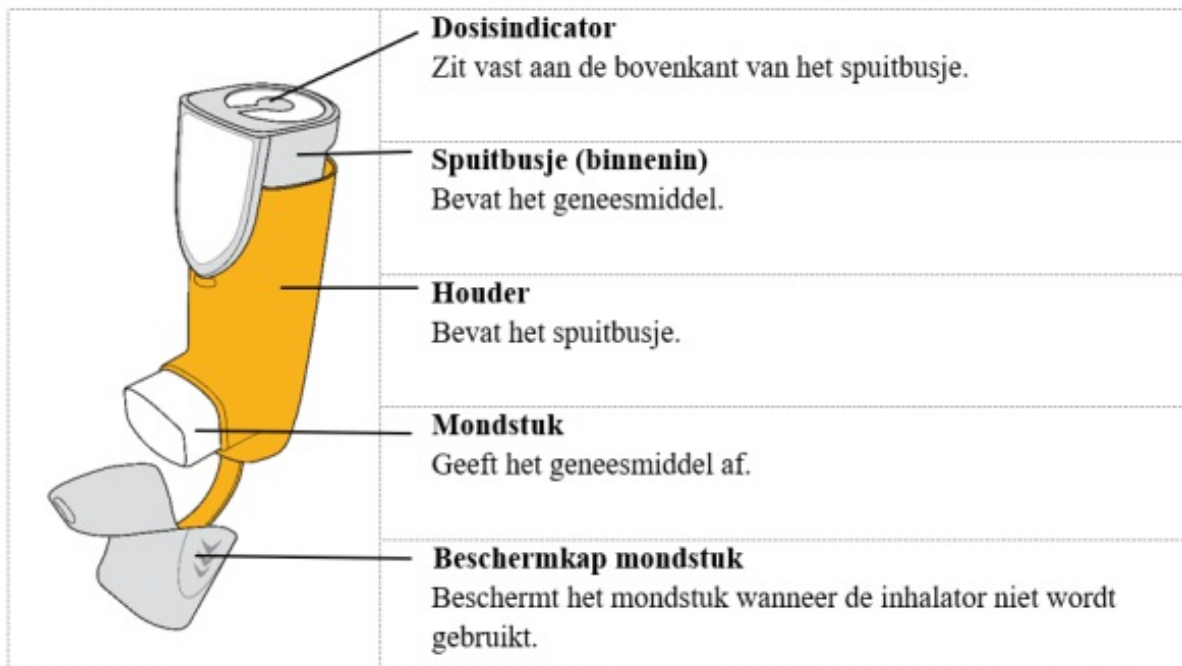 Dosisindicator
Zit vast aan de bovenkant van het spuitbusje.
Spuitbusje (binnenin)
Bevat het geneesmiddel.
Houder
Bevat het spuitbusje.
Mondstuk
Geeft het geneesmiddel af.
Beschermkap mondstuk
Beschermt het mondstuk wanneer de inhalator niet wordt
gebruikt.